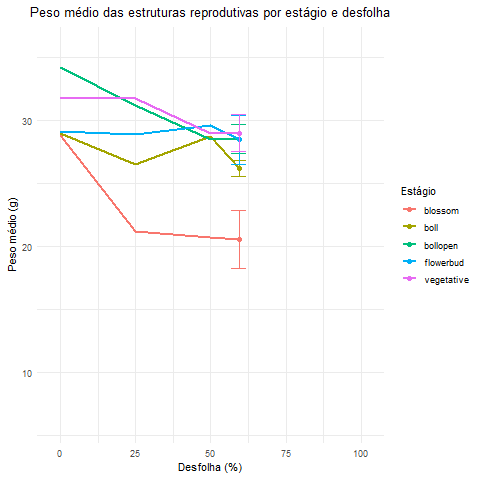 Peso médio das estruturas reprodutivas por estágio e desfolha
Peso médio (g)
30
20
10
0
25
50
75
100
Desfolha (%)
Estágio
blossom
boll
bollopen
flowerbud
vegetative